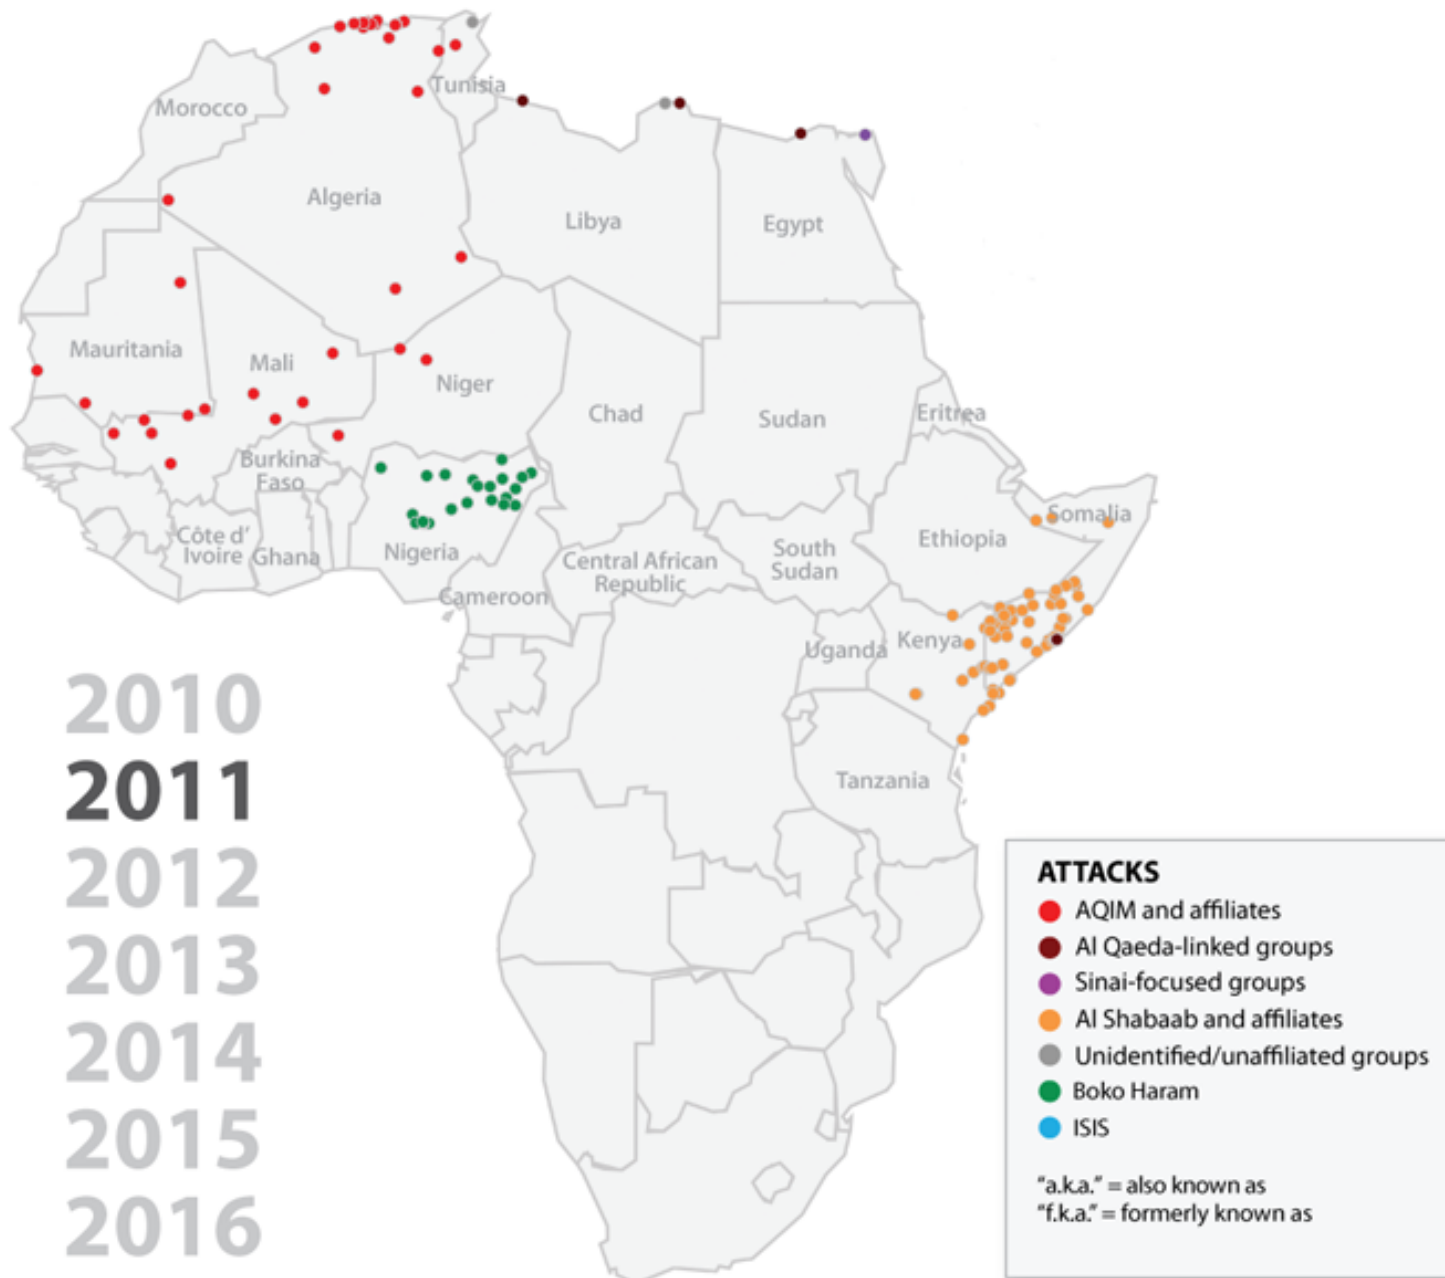 Tunisia
Morocco
Algeria
Libya
Egypt
Mauritania
Mali
Niger
Chad
Sudan
Eritrea
Burkina
Faso
Somalia
Côte d'
Ivoire
Ghana
Nigeria
Ethiopia
South
Sudan
Central African
Republic
Cameroon
Uganda
Kenya
Tanzania
2010
2011
2012
2013
2014
2015
2016
ATTACKS
AQIM and affiliates
Al Qaeda-linked groups
Sinai-focused groups
Al Shabaab and affiliates
Unidentified/unaffiliated groups
Boko Haram
ISIS
"a.k.a." = also known as
"f.k.a." = formerly known as